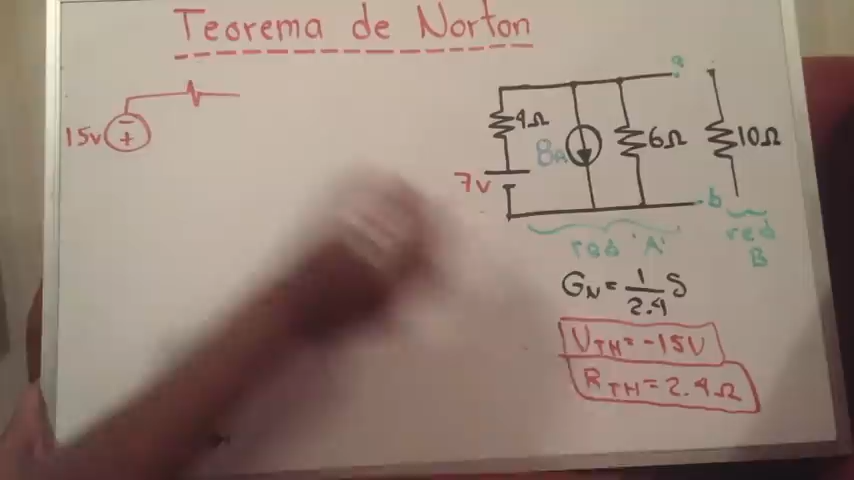 Teorema de Norton
15v
4Ω
7v
8A
6Ω
10Ω
a
b
red 'A'
red
B
GN = 1/2.4 S
VTH = -15V
RTH = 2.4Ω